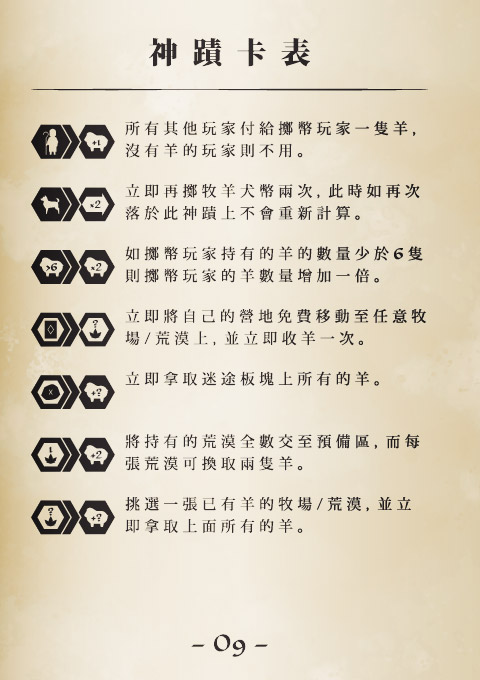 神蹟卡表
+1
所有其他玩家付給擲幣玩家一隻羊,
沒有羊的玩家則不用。
×2
立即再擲牧羊犬幣兩次,此時如再次
落於此神蹟上不會重新計算。
>6
×2
如擲幣玩家持有的羊的數量少於6隻
則擲幣玩家的羊數量增加一倍。
?
立即將自己的營地免費移動至任意牧
場/荒漠上,並立即收羊一次。
×
+?
立即拿取迷途板塊上所有的羊。
1
+2
將持有的荒漠全數交至預備區,而每
張荒漠可換取兩隻羊。
?
+?
挑選一張已有羊的牧場/荒漠,並立
即拿取上面所有的羊。
– 09 –